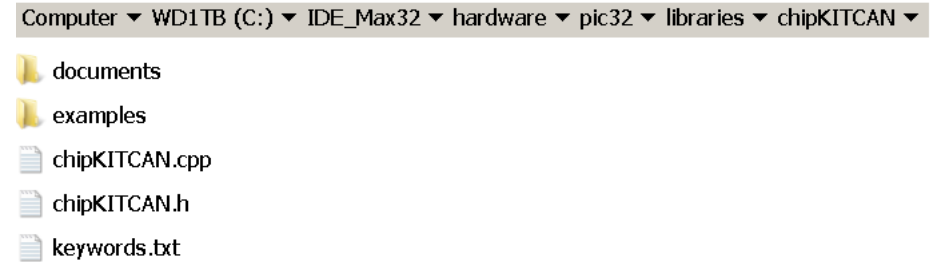 Computer ▼ WD1TB (C:) ▼ IDE_Max32 ▼ hardware ▼ pic32 ▼ libraries ▼ chipKITCAN ▼
documents
examples
chipKITCAN.cpp
chipKITCAN.h
keywords.txt